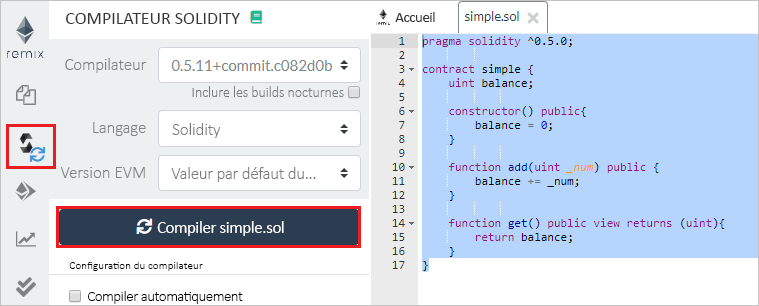 remix
COMPILATEUR SOLIDITY
Compilateur
0.5.11+commit.c082d0b
Inclure les builds nocturnes
Langage
Solidity
Version EVM
Valeur par défaut du...
Compiler simple.sol
Configuration du compilateur
Compiler automatiquement
Accueil
simple.sol
1 pragma solidity ^0.5.0;
2
3 contract simple {
4 uint balance;
5
6 constructor() public{
7 balance = 0;
8 }
9
10 function add(uint _num) public {
11 balance += _num;
12 }
13
14 function get() public view returns (uint){
15 return balance;
16 }
17 }